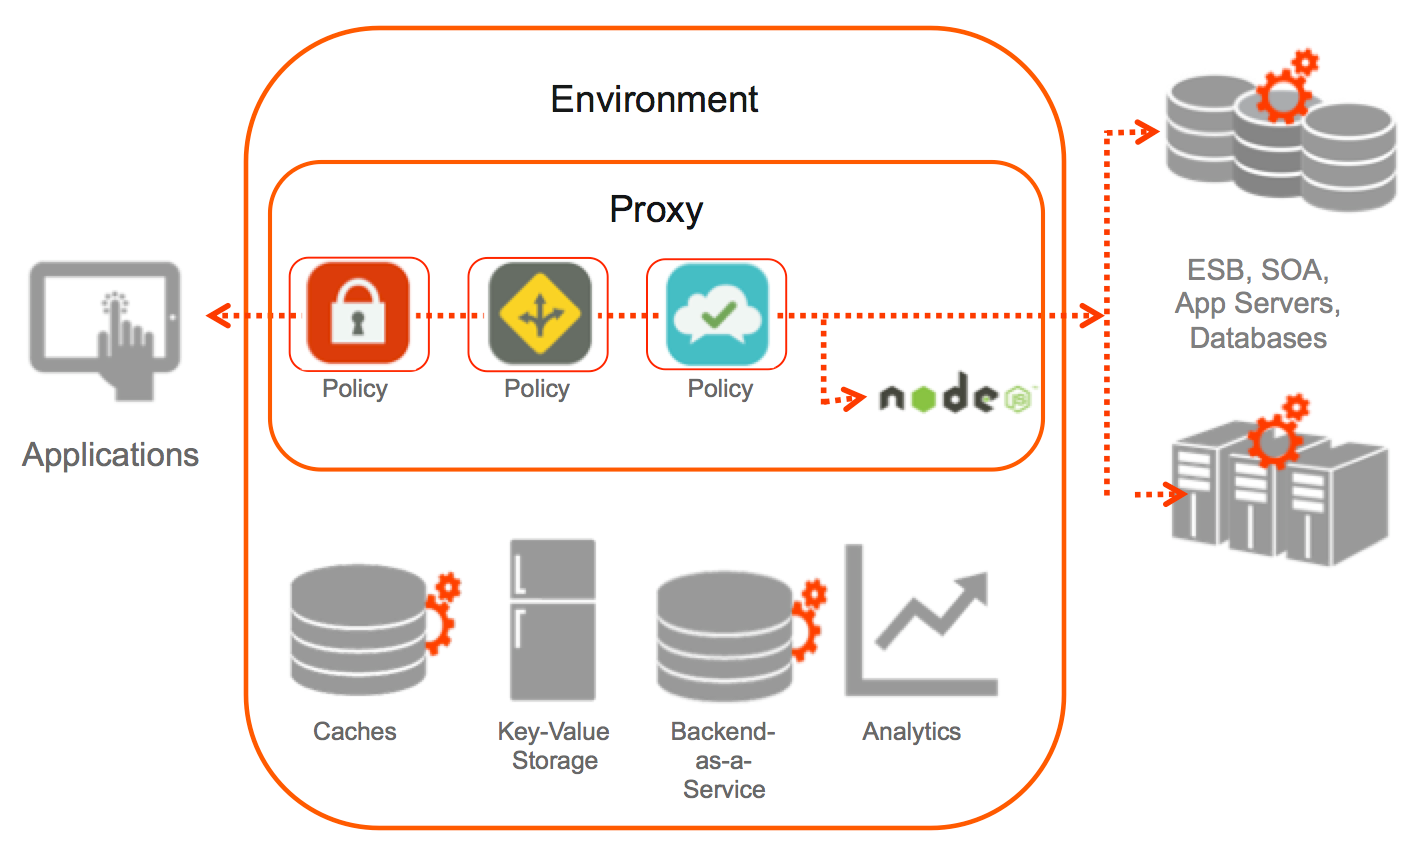 Environment
Proxy
Policy
Policy
Policy
node
JS
™
Applications
ESB, SOA,
App Servers,
Databases
Caches
Key-Value
Storage
Backend-
as-a-
Service
Analytics